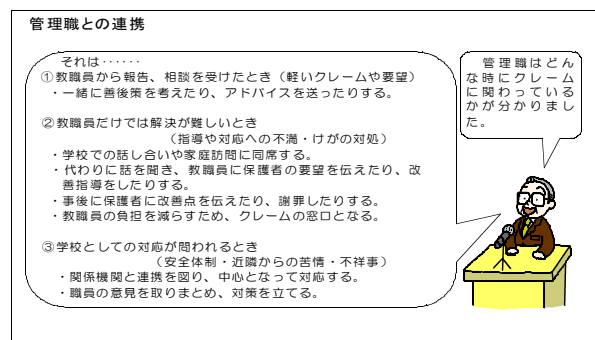 管理職との連携
それは‥‥‥
①教職員から報告、相談を受けたとき（軽いクレームや要望）
・一緒に善後策を考えたり、アドバイスを送ったりする。
②教職員だけでは解決が難しいとき
（指導や対応への不満・けがの対処）
・学校での話し合いや家庭訪問に同席する。
・代わりに話を聞き、教職員に保護者の要望を伝えたり、改
善指導をしたりする。
・事後に保護者に改善点を伝えたり、謝罪したりする。
・教職員の負担を減らすため、クレームの窓口となる。
③学校としての対応が問われるとき
（安全体制・近隣からの苦情・不祥事）
・関係機関と連携を図り、中心となって対応する。
・職員の意見を取りまとめ、対策を立てる。
管理職はどん
な時にクレーム
に関わっている
かが分かりまし
た。